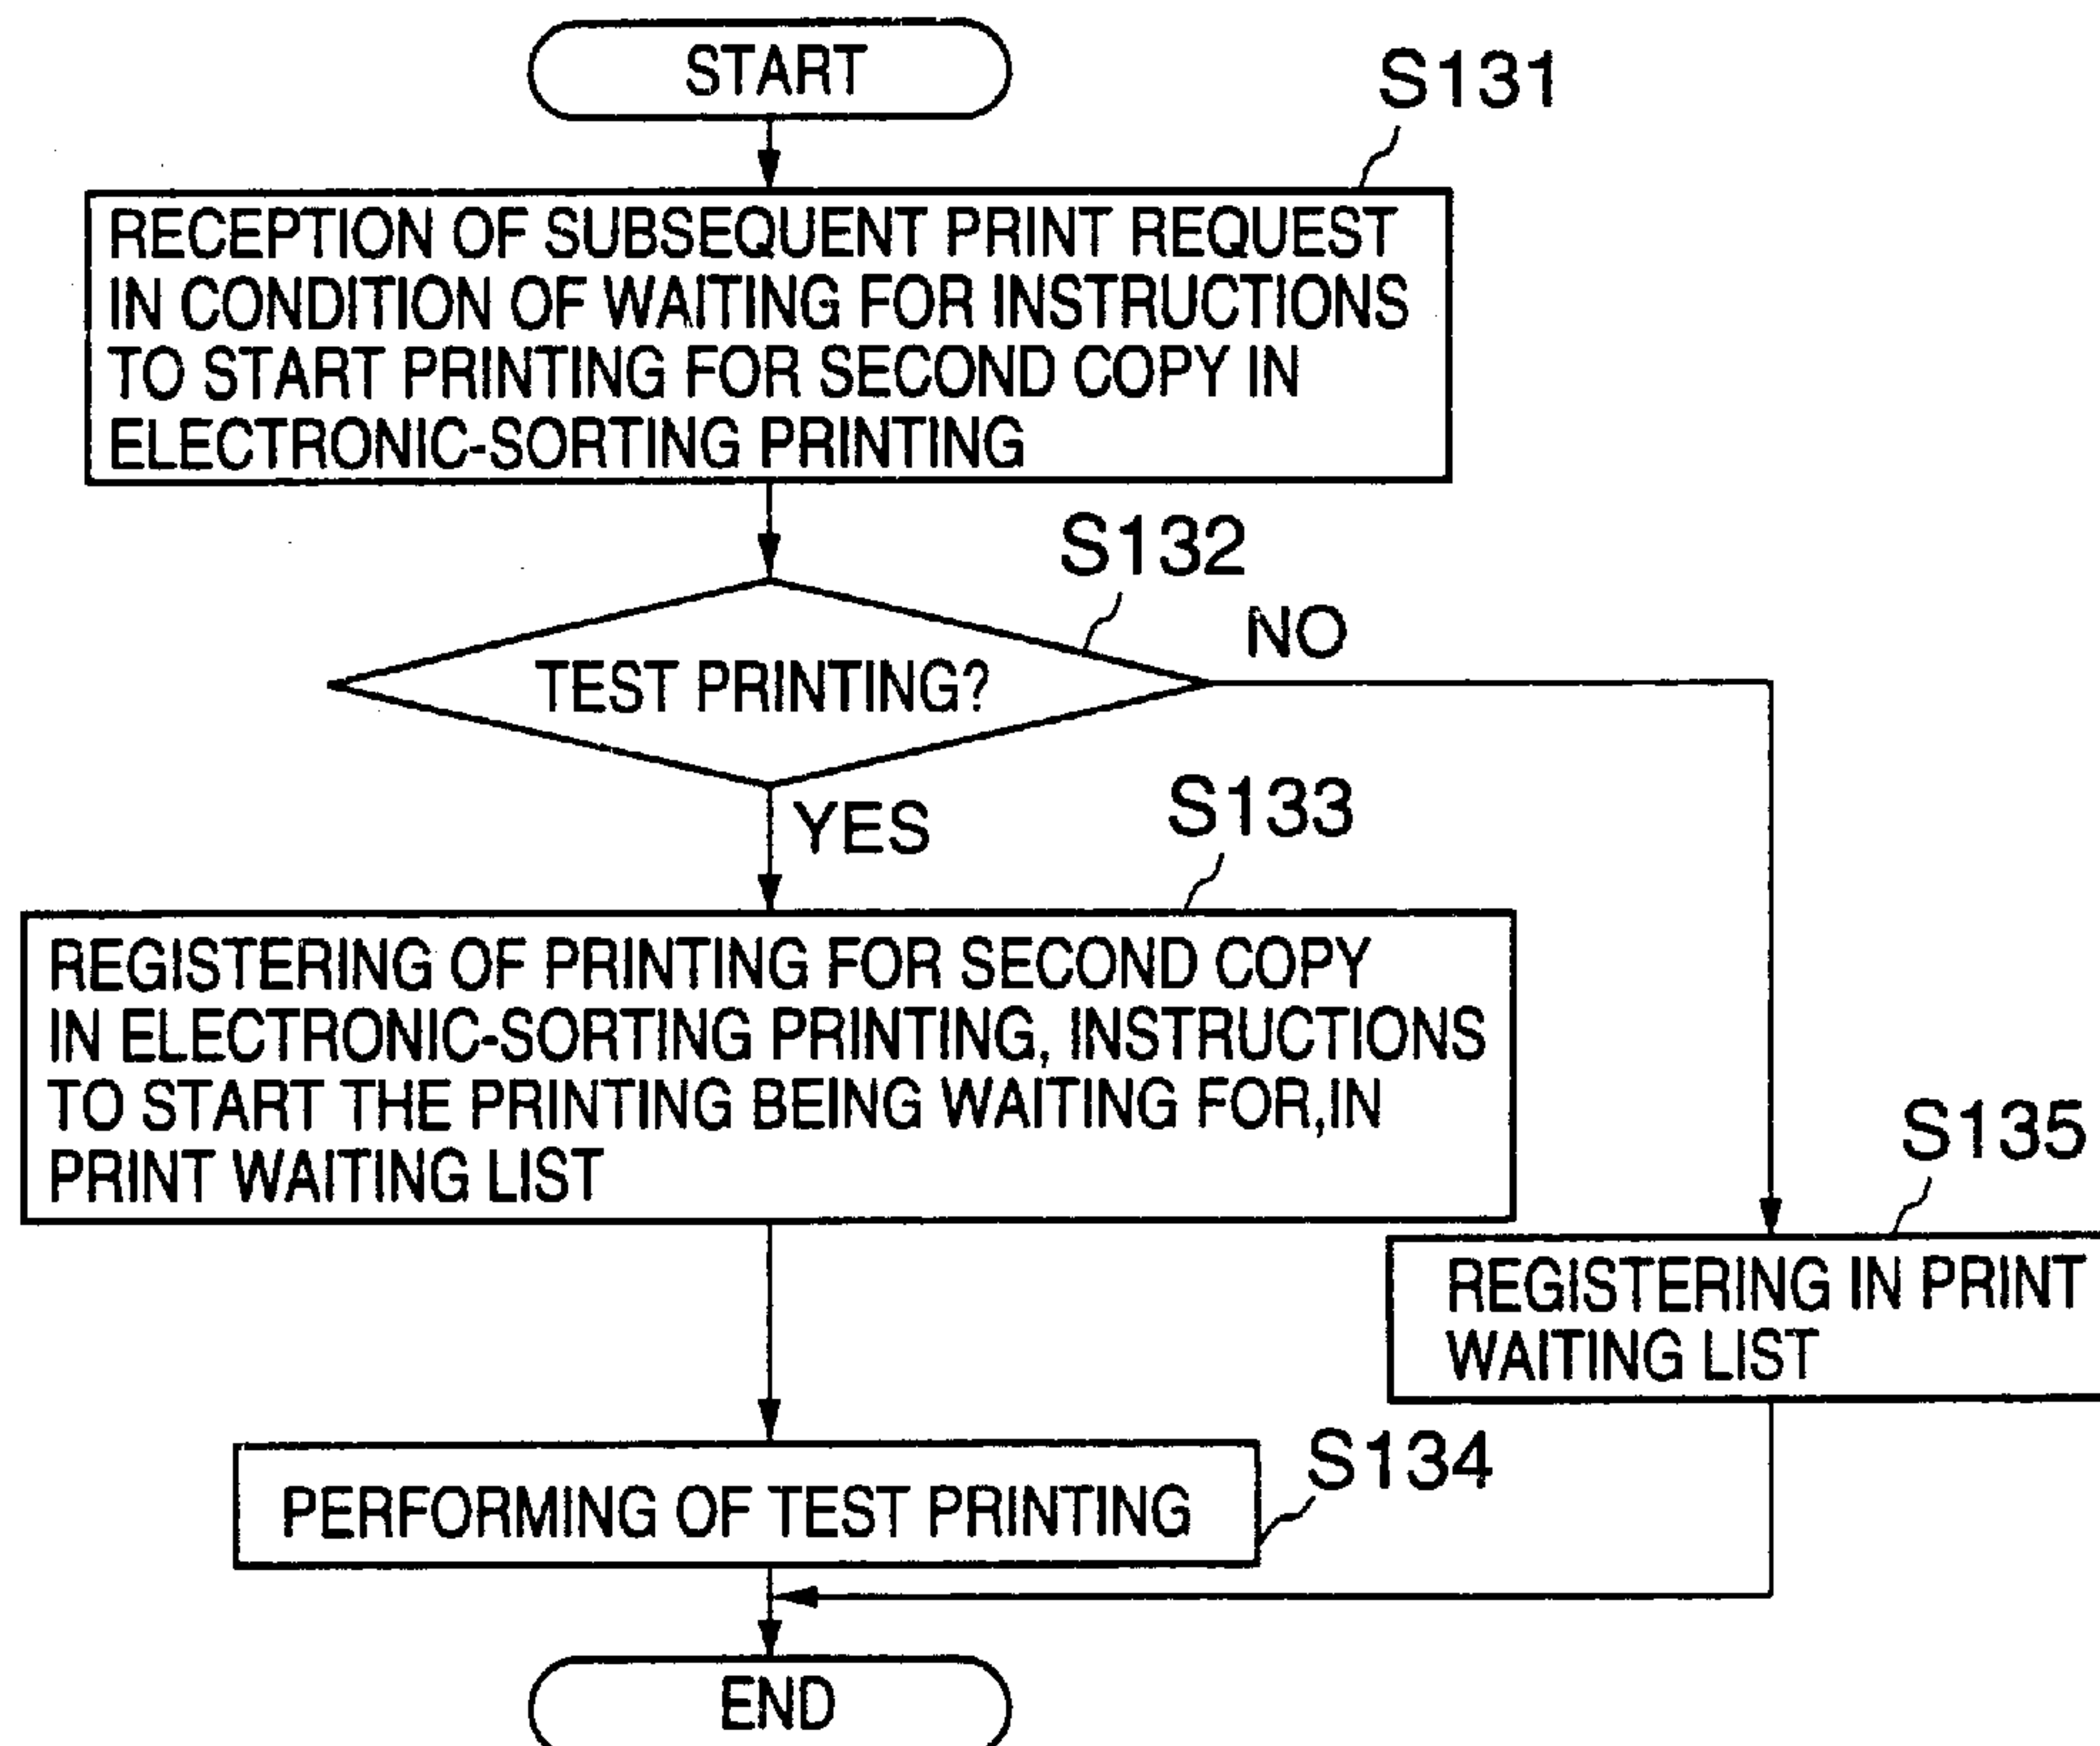 START
S131
RECEPTION OF SUBSEQUENT PRINT REQUEST
IN CONDITION OF WAITING FOR INSTRUCTIONS
TO START PRINTING FOR SECOND COPY IN
ELECTRONIC-SORTING PRINTING
S132
TEST PRINTING?
NO
YES
S133
REGISTERING OF PRINTING FOR SECOND COPY
IN ELECTRONIC-SORTING PRINTING, INSTRUCTIONS
TO START THE PRINTING BEING WAITING FOR,IN
PRINT WAITING LIST
S135
REGISTERING IN PRINT
WAITING LIST
S134
PERFORMING OF TEST PRINTING
END